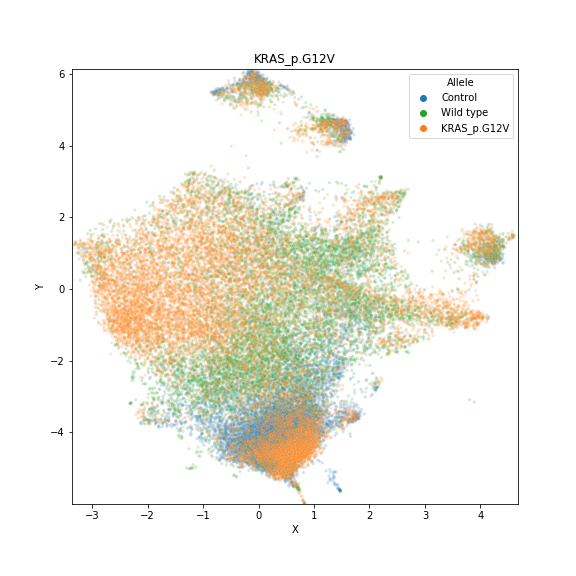 KRAS_p.G12V
Allele
Control
Wild type
KRAS_p.G12V
6
4
2
0
−2
−4
Y
−3
−2
−1
0
1
2
3
4
X